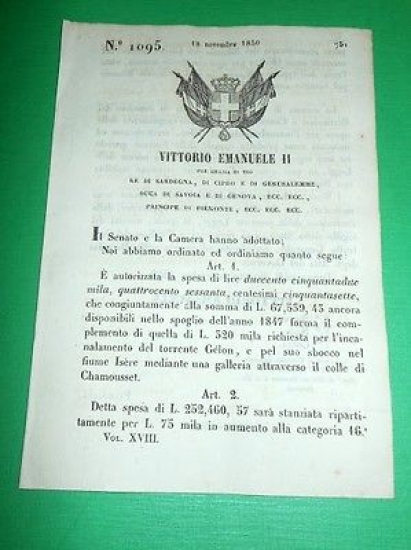 N.º 1095. 18 novembre 1850 751
VITTORIO EMANUELE II
PER GRAZIA DI DIO
RE DI SARDEGNA, DI CIPRO E DI GERUSALEMME,
DUCA DI SAVOIA E DI GENOVA, ECC. ECC.,
PRINCIPE DI PIEMONTE, ECC. ECC. ECC.
Il Senato e la Camera hanno adottato;
Noi abbiamo ordinato ed ordiniamo quanto segue:
Art. 1.
È autorizzata la spesa di lire duecento cinquantadue
mila, quattrocento sessanta, centesimi cinquantasette,
che congiuntamente alla somma di L. 67,559, 43 ancora
disponibili nello spoglio dell'anno 1847 forma il com-
plemento di quella di L. 520 mila richiesta per l'inca-
nalamento del torrente Gélon, e pel suo sbocco nel
fiume Isère mediante una galleria attraverso il colle di
Chamousset.
Art. 2.
Detta spesa di L. 252,460, 57 sarà stanziata riparti-
tamente per L. 75 mila in aumento alla categoria 16.ª
Vol. XVIII.